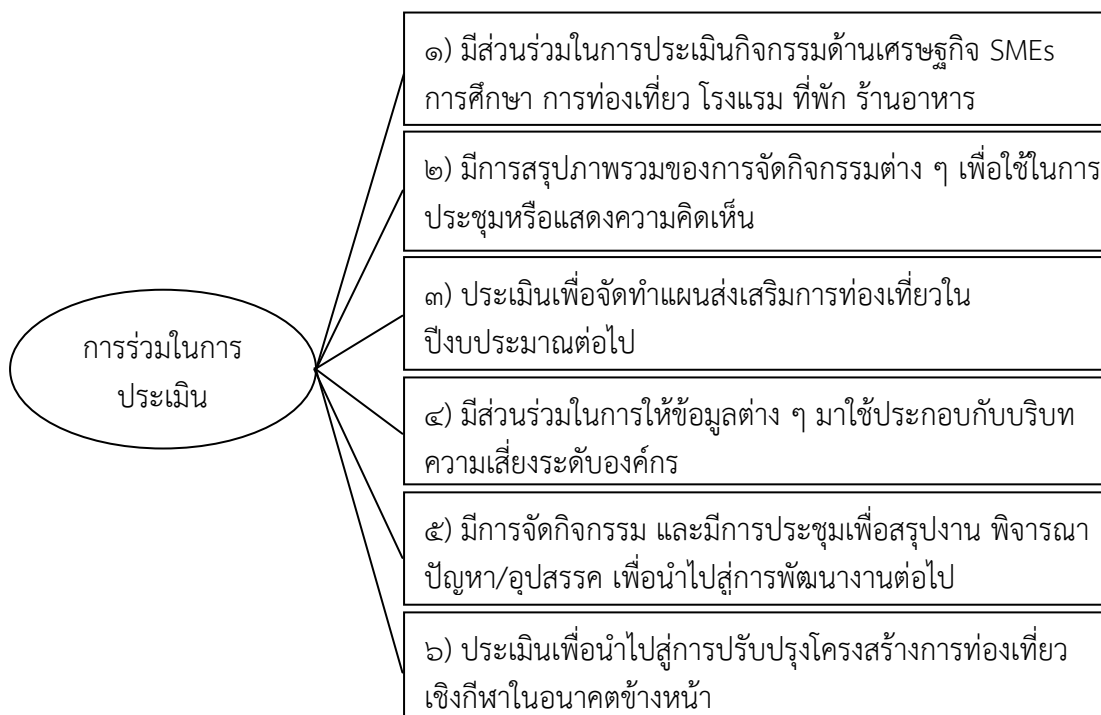 ๑) มีส่วนร่วมในการประเมินกิจกรรมด้านเศรษฐกิจ SMEs
การศึกษา การท่องเที่ยว โรงแรม ที่พัก ร้านอาหาร
๒) มีการสรุปภาพรวมของการจัดกิจกรรมต่าง ๆ เพื่อใช้ในการ
ประชุมหรือแสดงความคิดเห็น
๓) ประเมินเพื่อจัดทำแผนส่งเสริมการท่องเที่ยวใน
ปีงบประมาณต่อไป
การร่วมในการ
ประเมิน
๔) มีส่วนร่วมในการให้ข้อมูลต่าง ๆ มาใช้ประกอบกับบริบท
ความเสี่ยงระดับองค์กร
๕) มีการจัดกิจกรรม และมีการประชุมเพื่อสรุปงาน พิจารณา
ปัญหา/อุปสรรค เพื่อนำไปสู่การพัฒนางานต่อไป
๖) ประเมินเพื่อนำไปสู่การปรับปรุงโครงสร้างการท่องเที่ยว
เชิงกีฬาในอนาคตข้างหน้า